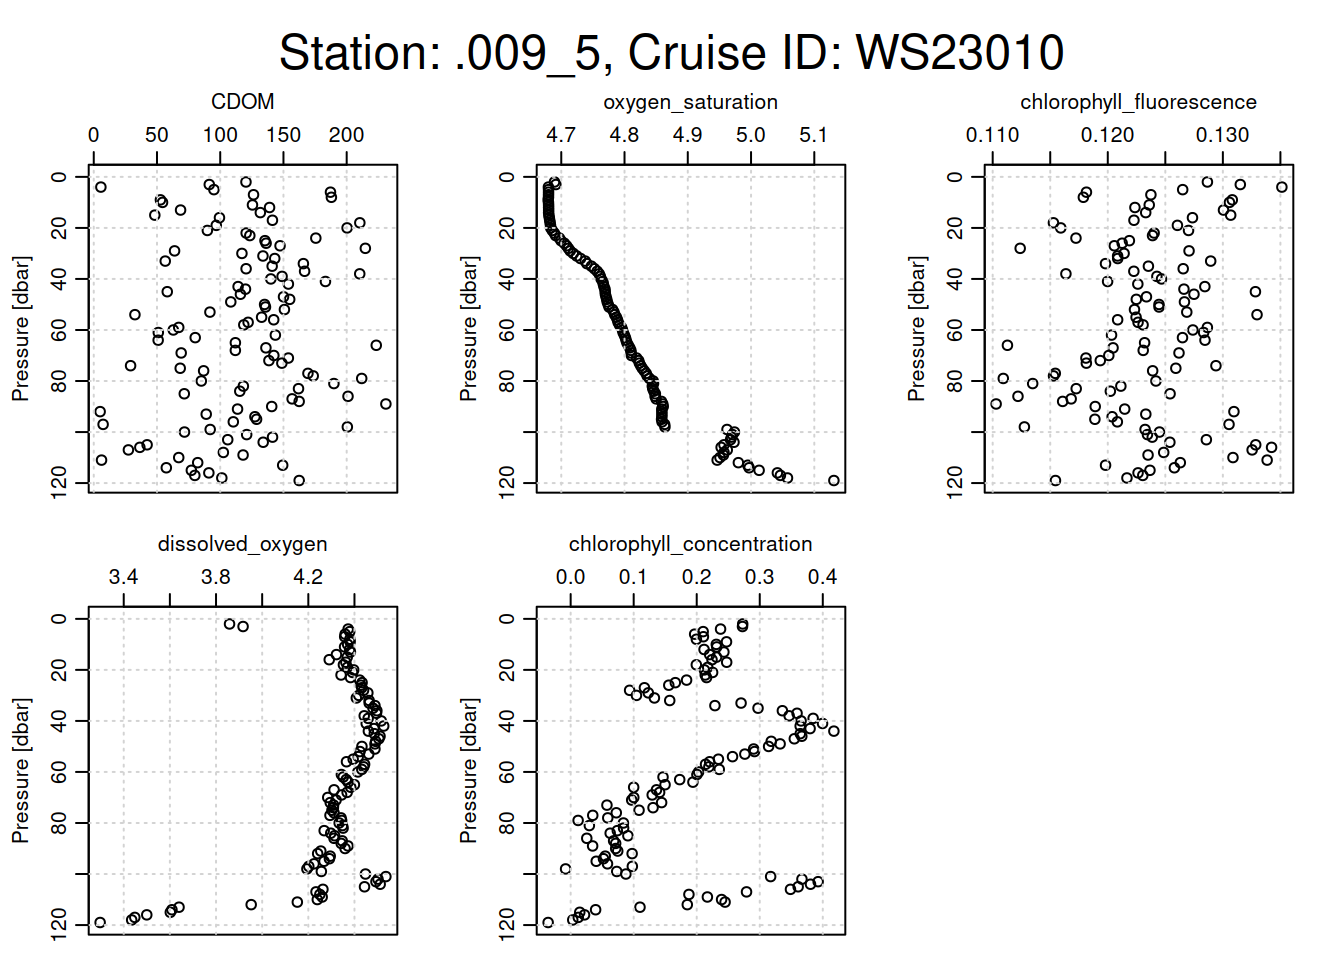 Station: .009_5, Cruise ID: WS23010
CDOM
0 50 100 150 200
Pressure [dbar]
0
20
40
60
80
120
oxygen_saturation
4.7 4.8 4.9 5.0 5.1
Pressure [dbar]
0
20
40
60
80
120
chlorophyll_fluorescence
0.110 0.120 0.130
Pressure [dbar]
0
20
40
60
80
120
dissolved_oxygen
3.4 3.8 4.2
Pressure [dbar]
0
20
40
60
80
120
chlorophyll_concentration
0.0 0.1 0.2 0.3 0.4
Pressure [dbar]
0
20
40
60
80
120